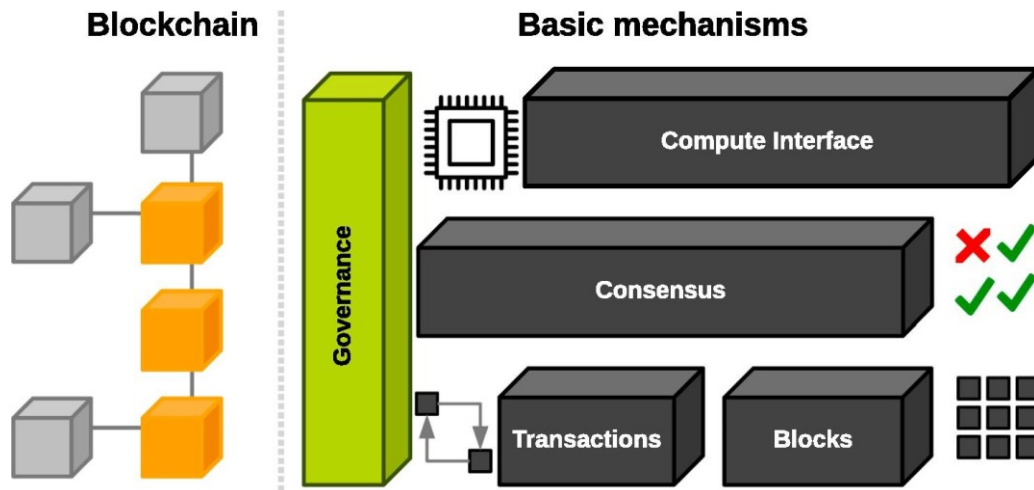 Blockchain
Basic mechanisms
Governance
Compute Interface
Consensus
Transactions
Blocks